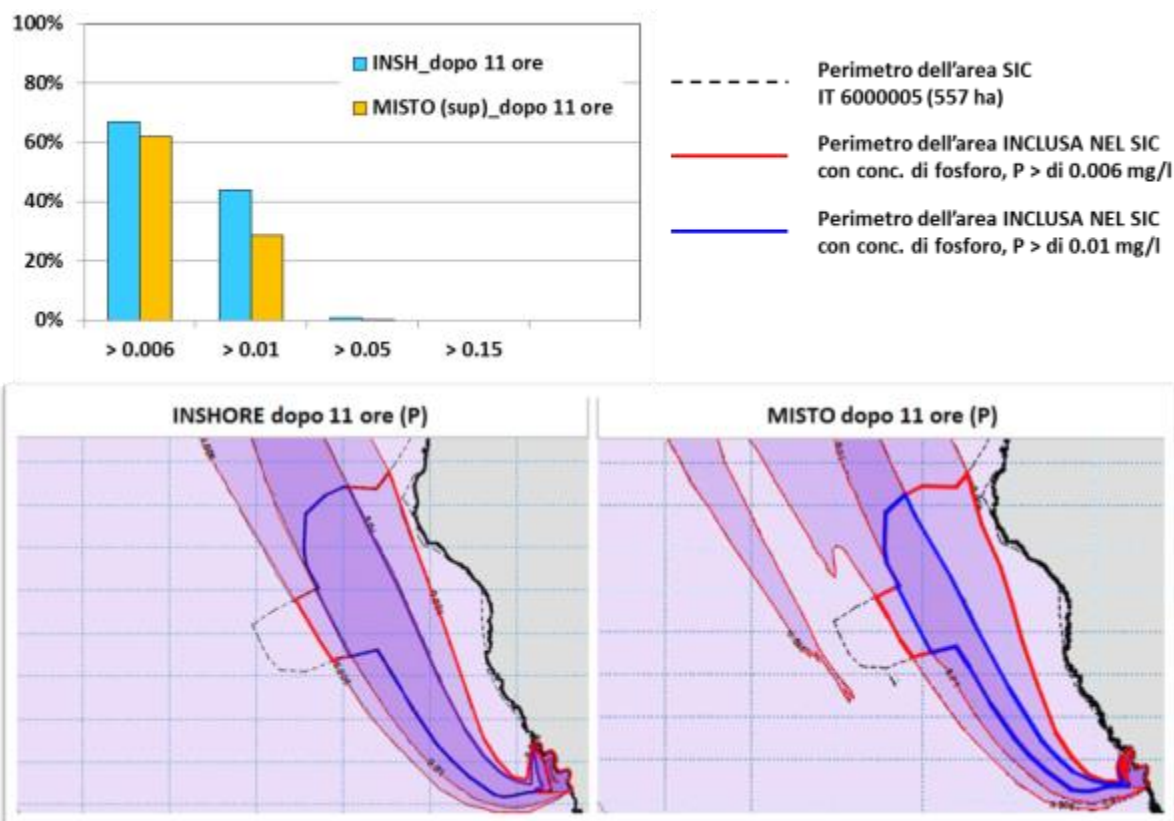 100%
80%
60%
40%
20%
0%
INSH_dopo 11 ore
MISTO (sup)_dopo 11 ore
> 0.006
> 0.01
> 0.05
> 0.15
Perimetro dell'area SIC
IT 6000005 (557 ha)
Perimetro dell'area INCLUSA NEL SIC
con conc. di fosforo, P > di 0.006 mg/l
Perimetro dell'area INCLUSA NEL SIC
con conc. di fosforo, P > di 0.01 mg/l
INSHORE dopo 11 ore (P)
MISTO dopo 11 ore (P)